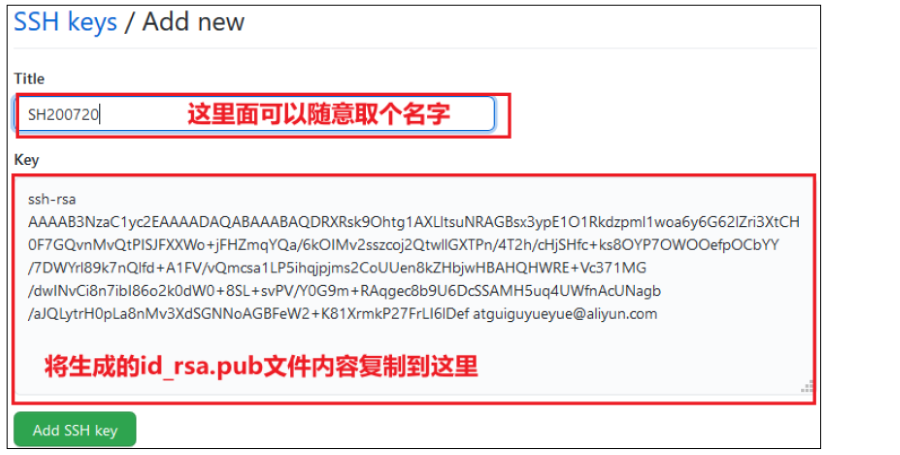 SSH keys / Add new
Title
SH200720 这里面可以随意取个名字
Key
ssh-rsa
AAAAB3NzaC1yc2EAAAADAQABAAABAQDRXRsk9Ohtg1AXLItsuNRAGBsx3ypE1O1Rkdzpml1woa6y6G62lZri3XtCH
0F7GQvnMvQtPISJFXXWo+jFHZmqYQa/6kOIMv2sszcoj2QtwllGXTPn/4T2h/cHjSHfc+ks8OYP7OWOOefpOCbYY
/7DWYrl89k7nQlfd+A1FV/vQmcsa1LP5ihqjpjms2CoUUen8kZHbjwHBAHQHWRE+Vc371MG
/dwINvCi8n7ibI86o2k0dW0+8SL+svPV/Y0G9m+RAqgec8b9U6DcSSAMH5uq4UWfnAcUNagb
/aJQLytrH0pLa8nMv3XdSGNNoAGBFeW2+K81XrmkP27FrLI6lDef atguiguyueyue@aliyun.com
将生成的id_rsa.pub文件内容复制到这里
Add SSH key